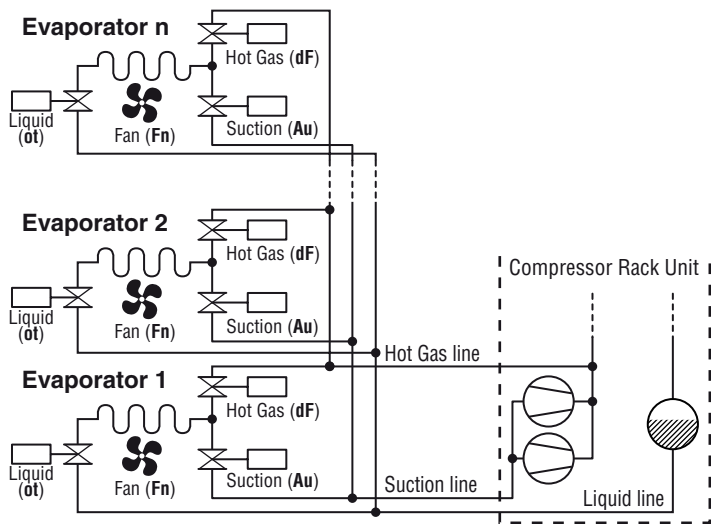 Evaporator n
Hot Gas (dF)
Liquid
(ot)
Fan (Fn)
Suction (Au)
Evaporator 2
Hot Gas (dF)
Liquid
(ot)
Fan (Fn)
Suction (Au)
Compressor Rack Unit
Hot Gas line
Evaporator 1
Hot Gas (dF)
Liquid
(ot)
Fan (Fn)
Suction (Au)
Suction line
Liquid line